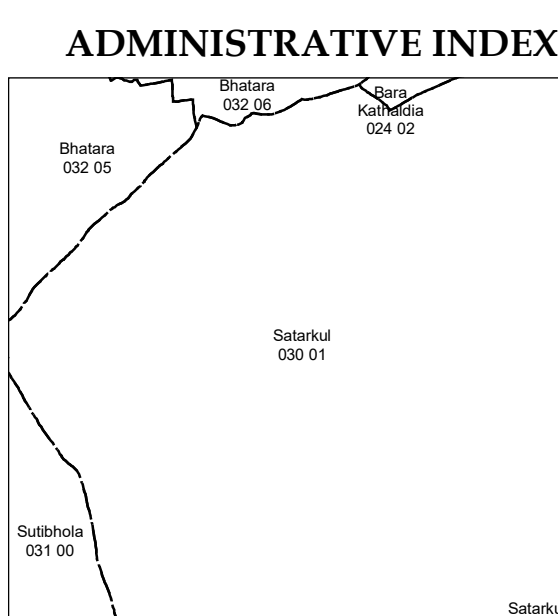 ADMINISTRATIVE INDEX
Bhatara
032 06
Bara
Kathaldia
024 02
Bhatara
032 05
Satarkul
030 01
Sutibhola
031 00